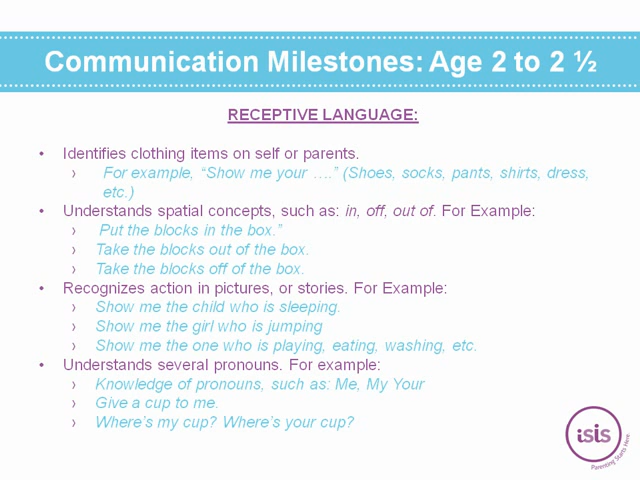 Communication Milestones: Age 2 to 2 ½
RECEPTIVE LANGUAGE:
• Identifies clothing items on self or parents.
› For example, “Show me your ….” (Shoes, socks, pants, shirts, dress,
etc.)
• Understands spatial concepts, such as: in, off, out of. For Example:
› Put the blocks in the box.”
› Take the blocks out of the box.
› Take the blocks off of the box.
• Recognizes action in pictures, or stories. For Example:
› Show me the child who is sleeping.
› Show me the girl who is jumping
› Show me the one who is playing, eating, washing, etc.
• Understands several pronouns. For example:
› Knowledge of pronouns, such as: Me, My Your
› Give a cup to me.
› Where’s my cup? Where’s your cup?
isis
Parenting Starts Here.